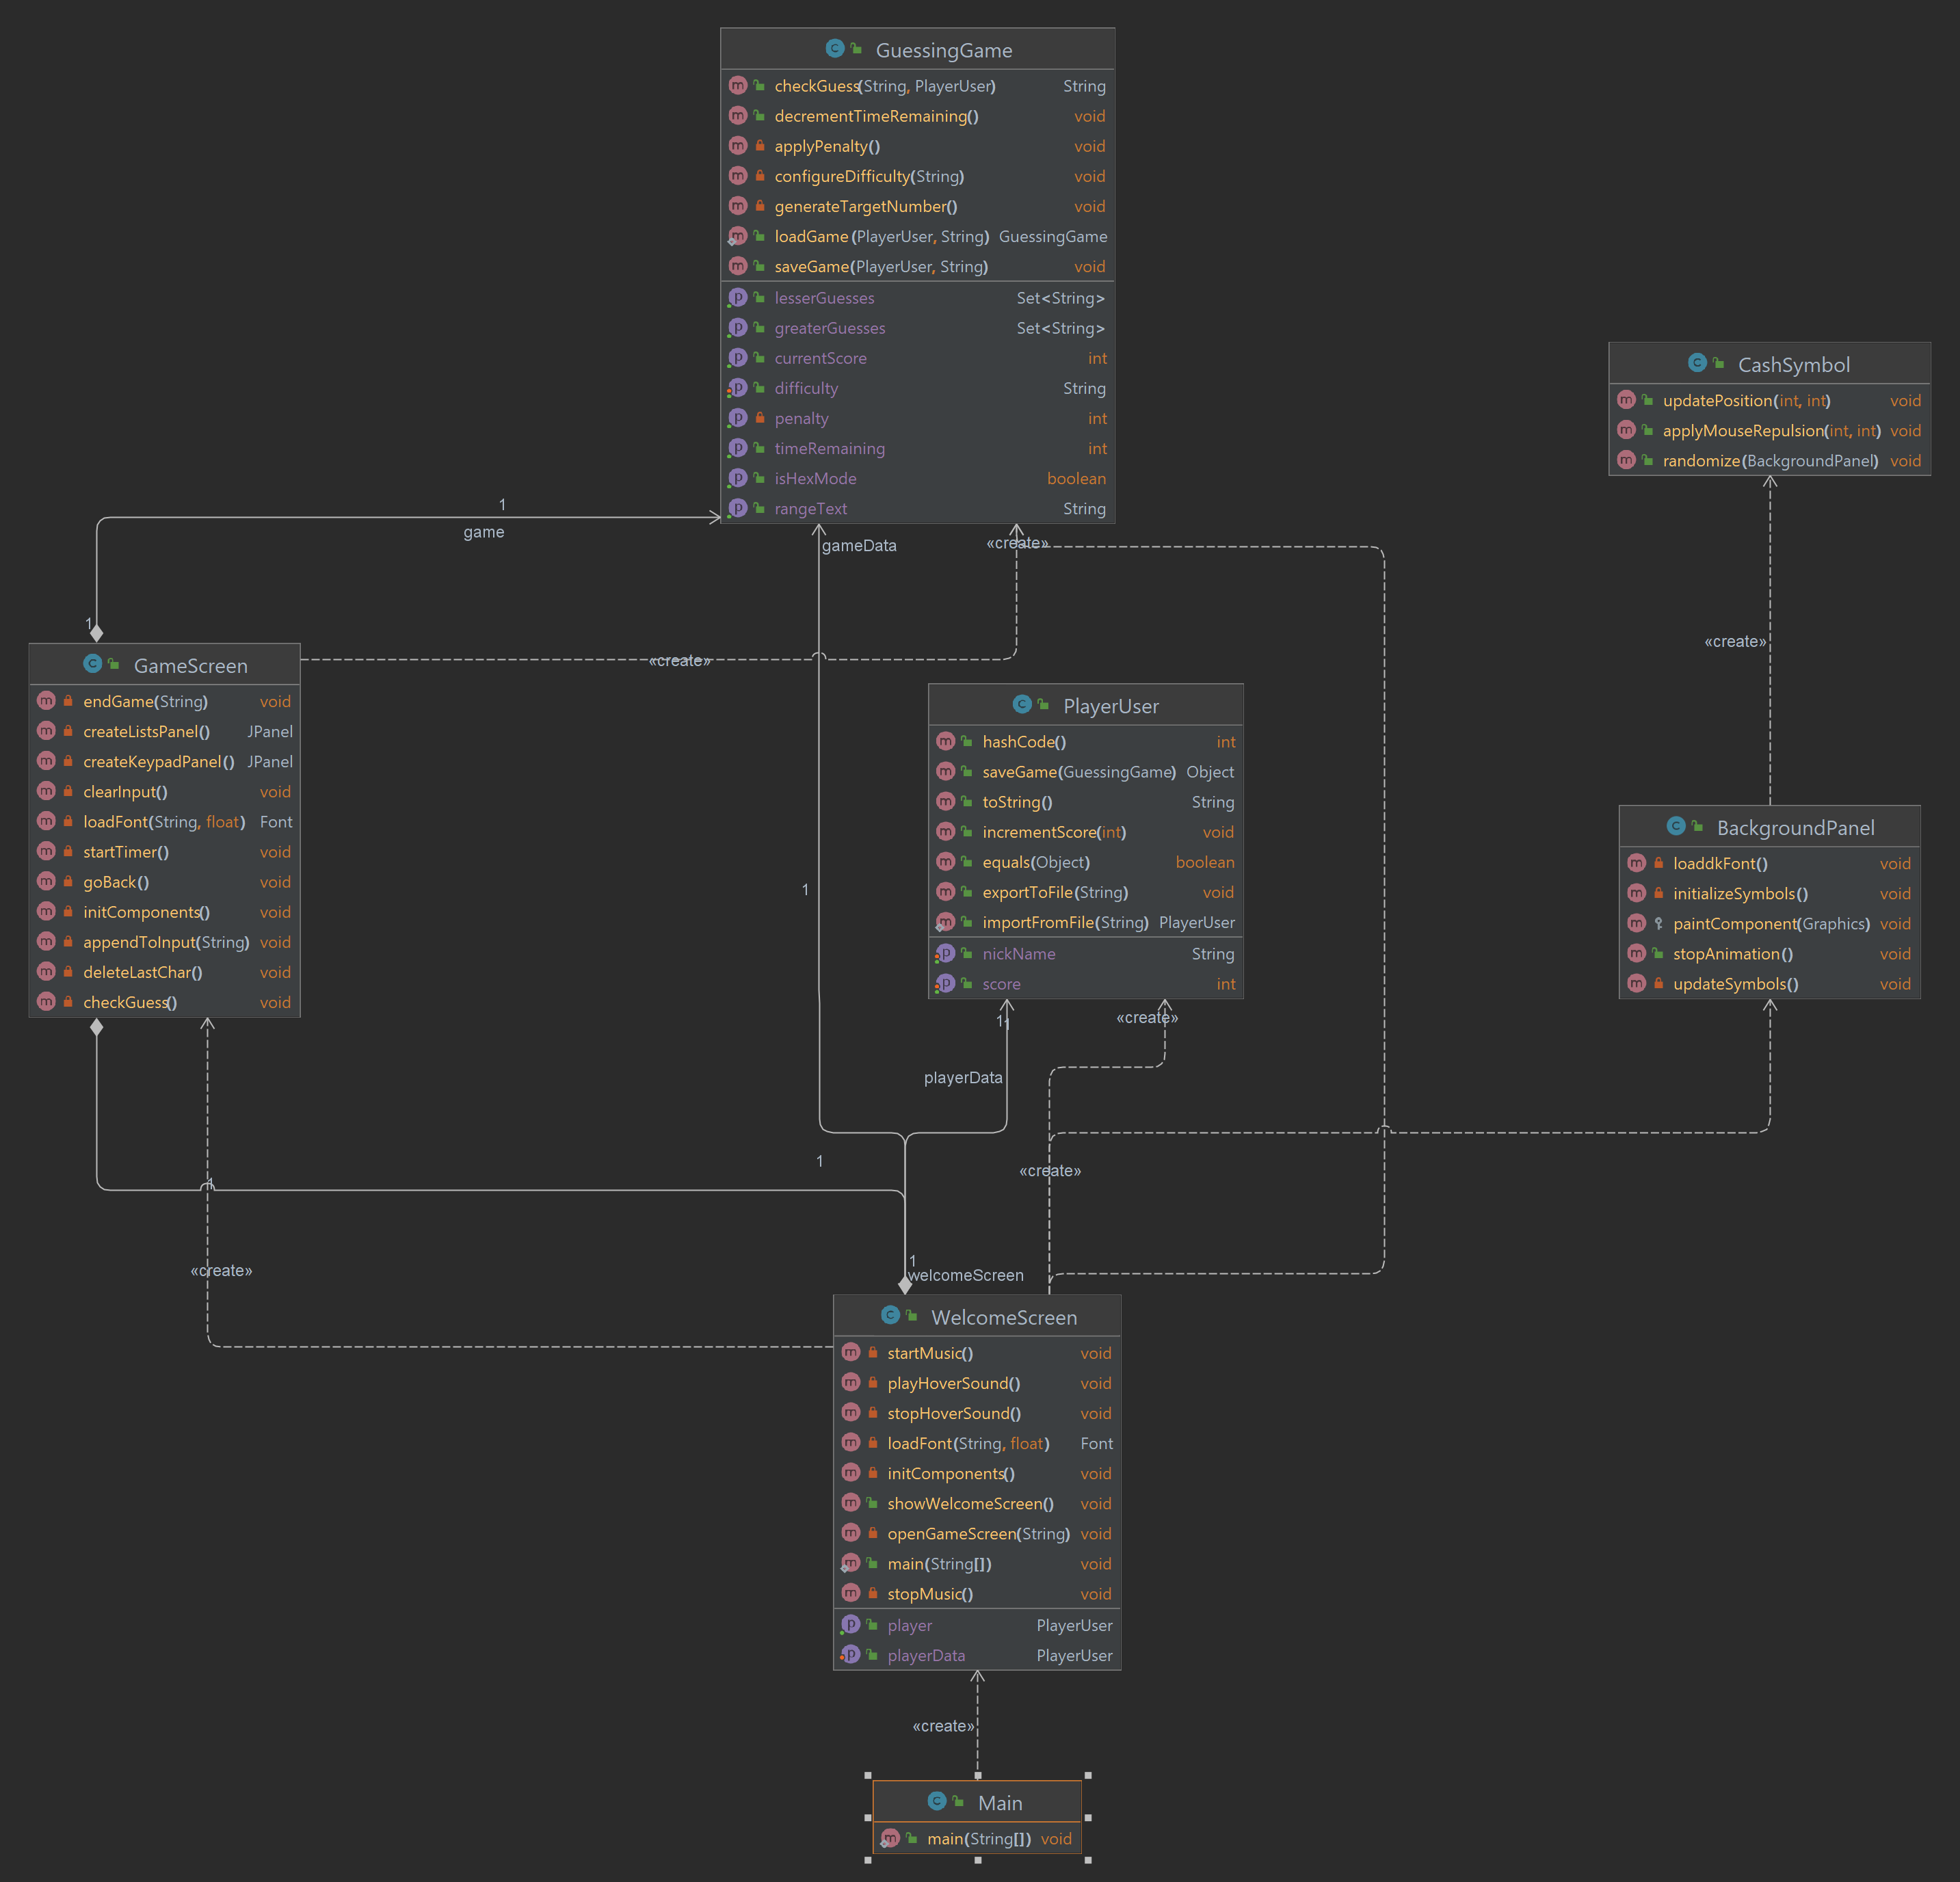 GuessingGame
checkGuess(String, PlayerUser) String
decrementTimeRemaining() void
applyPenalty() void
configureDifficulty(String) void
generateTargetNumber() void
loadGame(PlayerUser, String) GuessingGame
saveGame(PlayerUser, String) void
lesserGuesses Set<String>
greaterGuesses Set<String>
currentScore int
difficulty String
penalty int
timeRemaining int
isHexMode boolean
rangeText String
CashSymbol
updatePosition(int, int) void
applyMouseRepulsion(int, int) void
randomize(BackgroundPanel) void
1
game
gameData
«create»
1
«create»
«create»
GameScreen
endGame(String) void
createListsPanel() JPanel
createKeypadPanel() JPanel
clearInput() void
loadFont(String, float) Font
startTimer() void
goBack() void
initComponents() void
appendToInput(String) void
deleteLastChar() void
checkGuess() void
PlayerUser
hashCode() int
saveGame(GuessingGame) Object
toString() String
incrementScore(int) void
equals(Object) boolean
exportToFile(String) void
importFromFile(String) PlayerUser
nickName String
score int
BackgroundPanel
loaddkFont() void
initializeSymbols() void
paintComponent(Graphics) void
stopAnimation() void
updateSymbols() void
1
1
1
«create»
playerData
1
«create»
1
«create»
1
welcomeScreen
WelcomeScreen
startMusic() void
playHoverSound() void
stopHoverSound() void
loadFont(String, float) Font
initComponents() void
showWelcomeScreen() void
openGameScreen(String) void
main(String[]) void
stopMusic() void
player PlayerUser
playerData PlayerUser
«create»
Main
main(String[]) void